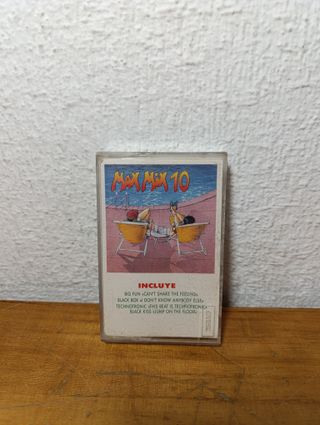 MAX MIX 10
INCLUYE
BIG FUN «CAN'T SHAKE THE FEELING»
BLACK BOX «I DON'T KNOW ANYBODY ELSE»
TECHNOTRONIC «THIS BEAT IS TECHNOTRONIC»
BLACK KISS «JUMP ON THE FLOOR»